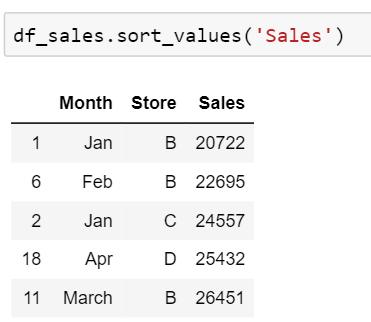 df_sales.sort_values('Sales')
Month Store Sales
1 Jan B 20722
6 Feb B 22695
2 Jan C 24557
18 Apr D 25432
11 March B 26451